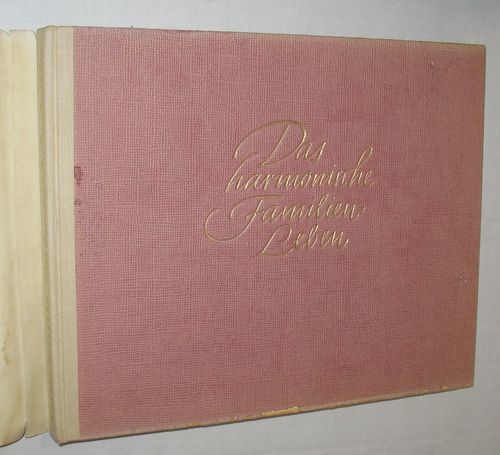 Das
harmonische
Familien-
Leben